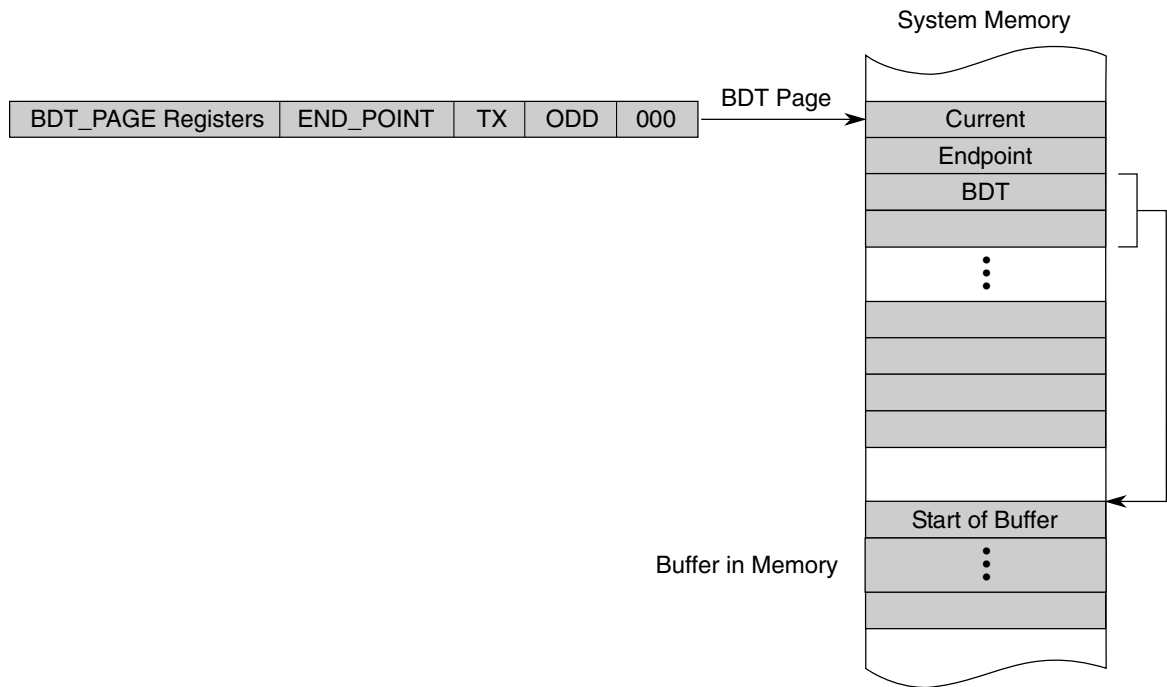 System Memory
BDT_PAGE Registers END_POINT TX ODD 000
BDT Page
Current
Endpoint
BDT
Start of Buffer
Buffer in Memory